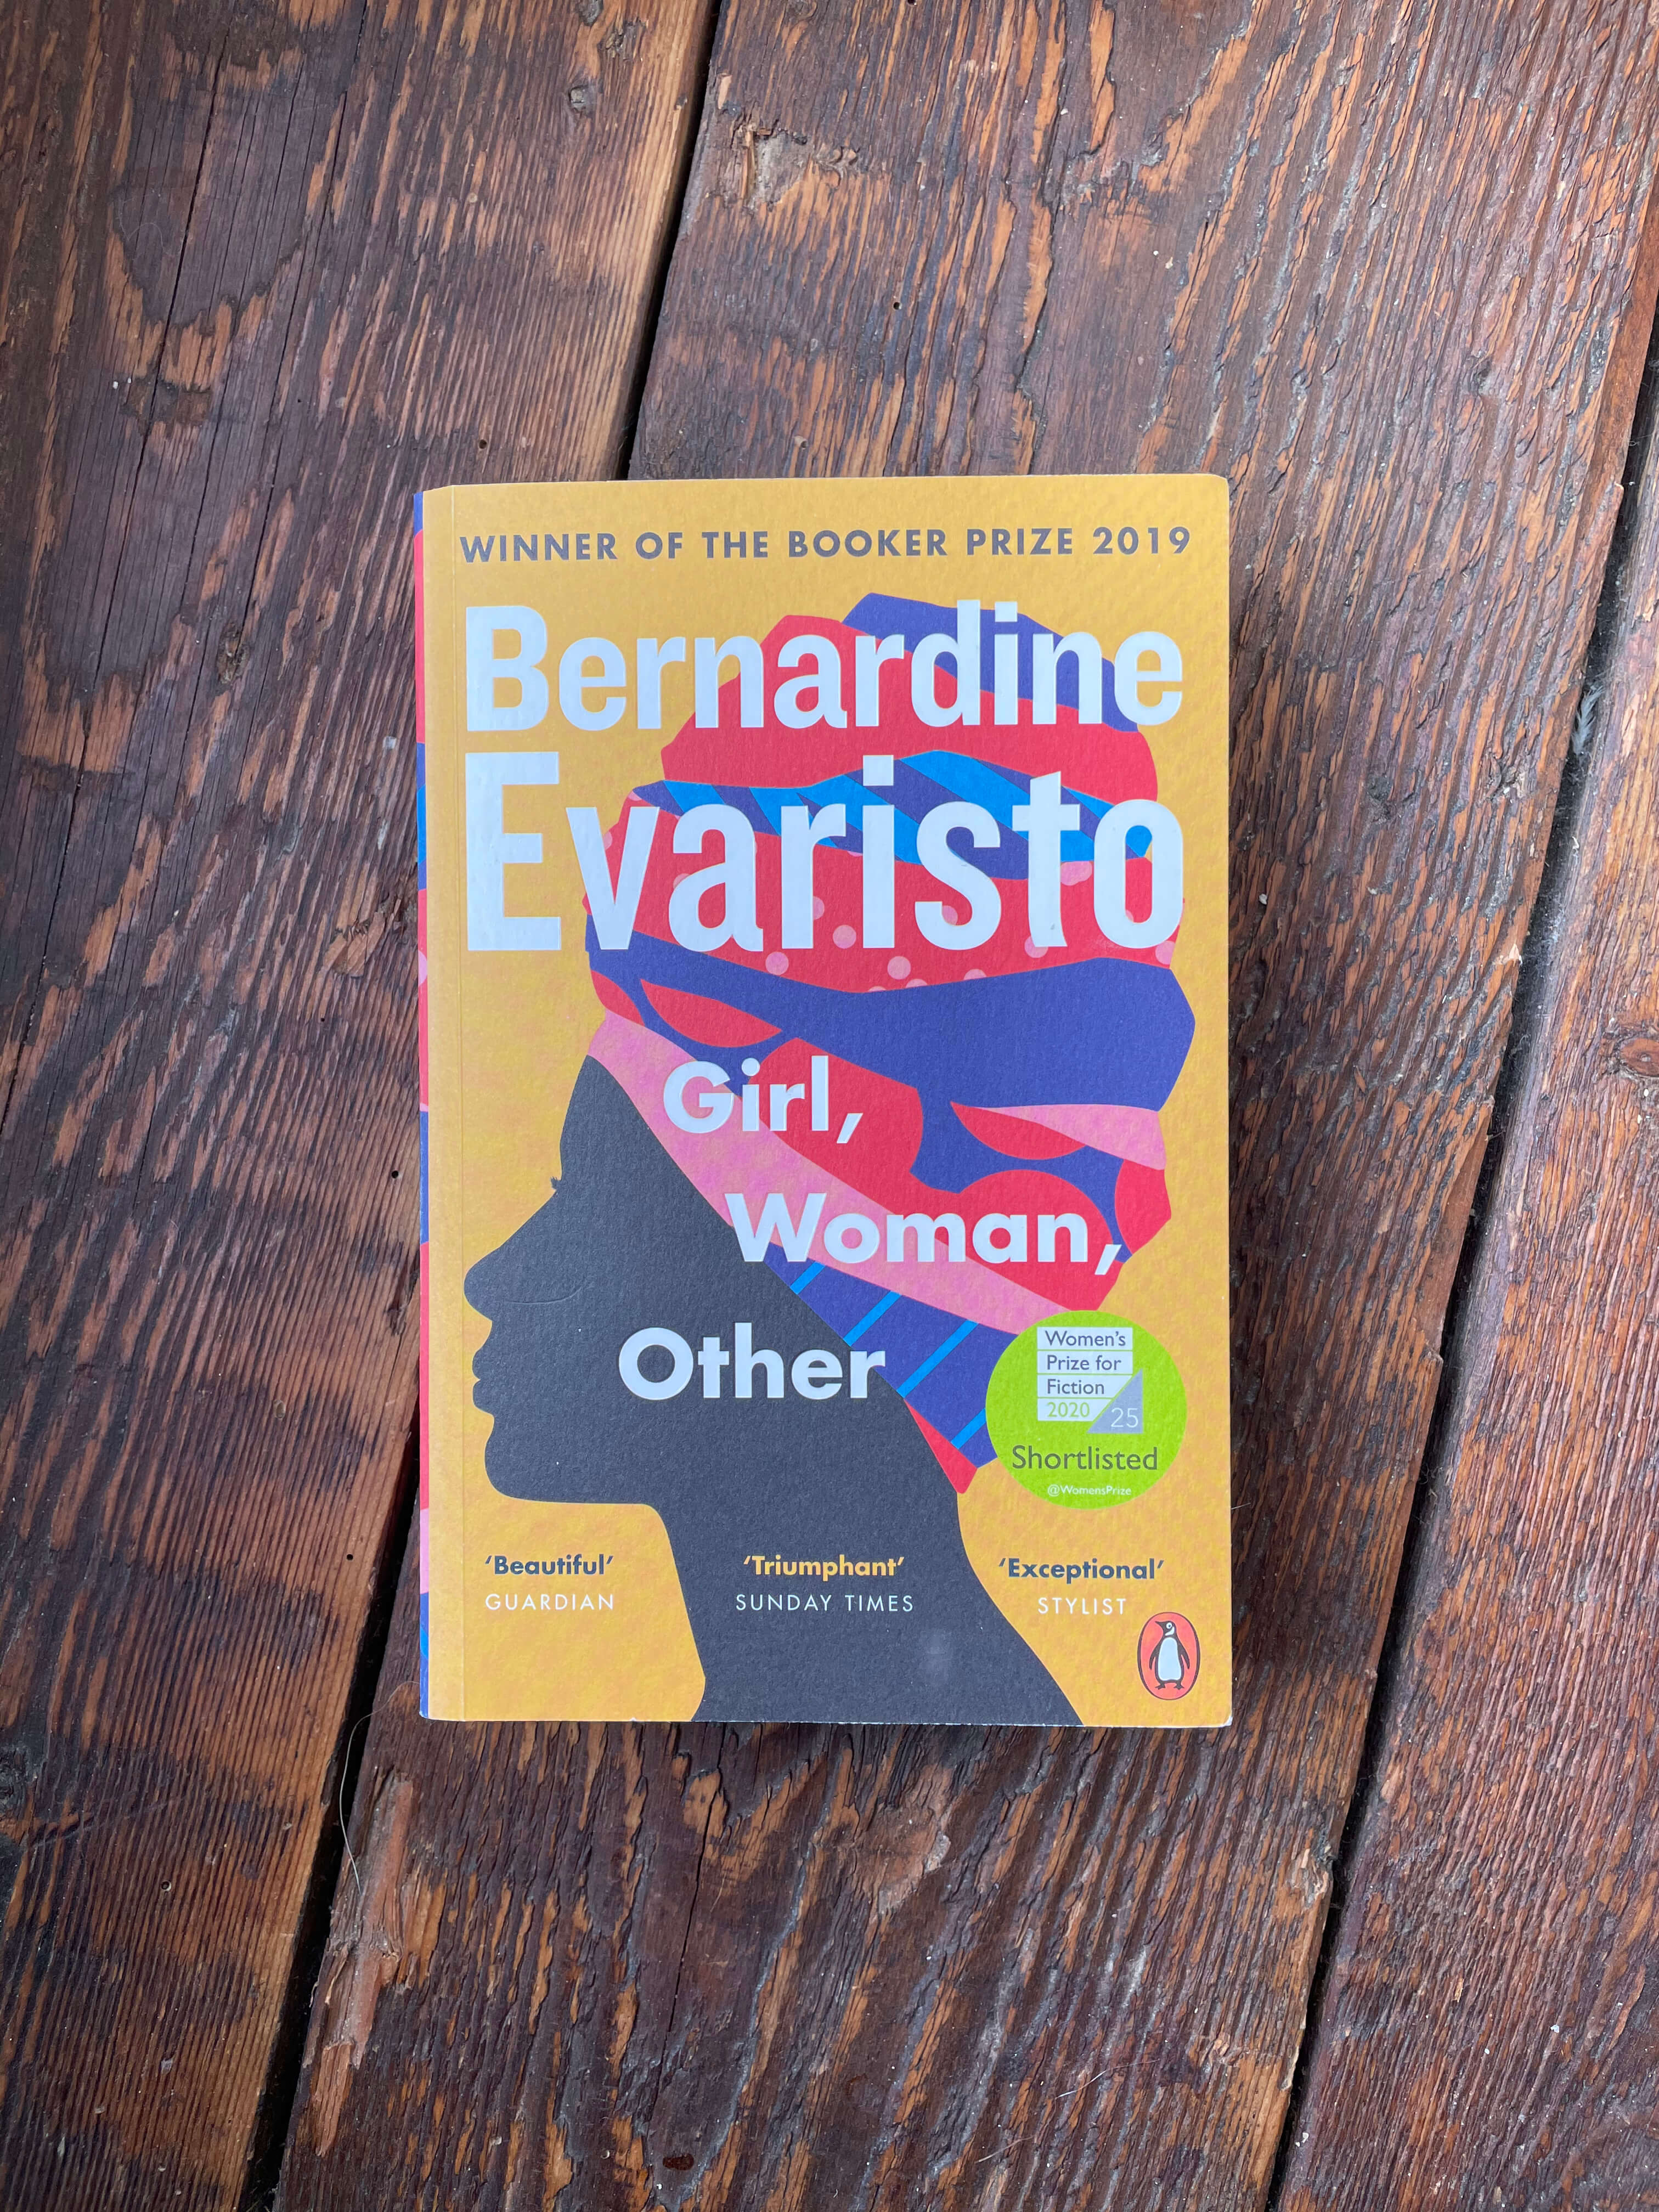 WINNER OF THE BOOKER PRIZE 2019
Bernardine
Evaristo
Girl,
Woman,
Other
Women's
Prize for
Fiction
2020
25
Shortlisted
@WomensPrize
'Beautiful'
GUARDIAN
'Triumphant'
SUNDAY TIMES
'Exceptional'
STYLIST